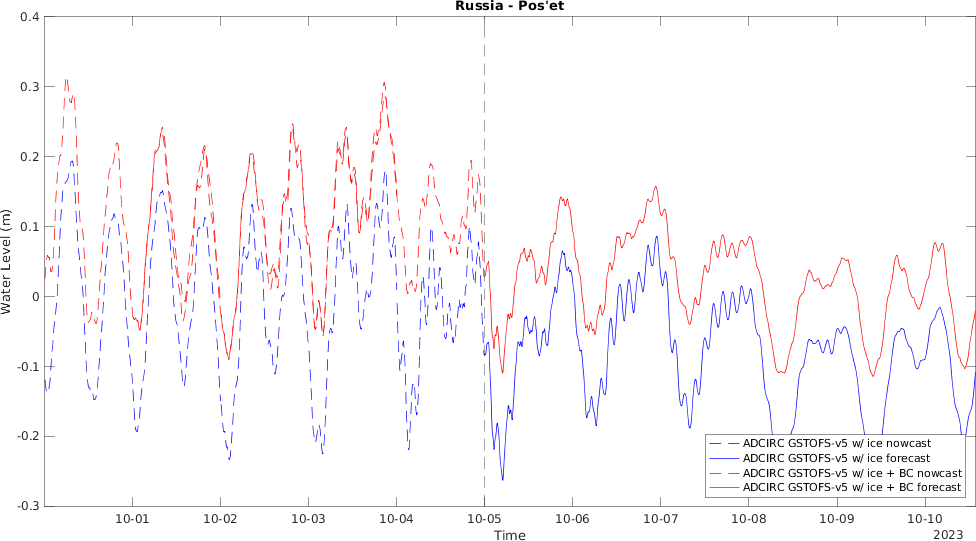 Russia - Pos'et
Water Level (m)
0.4
0.3
0.2
0.1
0
-0.1
-0.2
-0.3
ADCIRC GSTOFS-v5 w/ ice nowcast
ADCIRC GSTOFS-v5 w/ ice forecast
ADCIRC GSTOFS-v5 w/ ice + BC nowcast
ADCIRC GSTOFS-v5 w/ ice + BC forecast
10-01 10-02 10-03 10-04 10-05 10-06 10-07 10-08 10-09 10-10
Time
2023